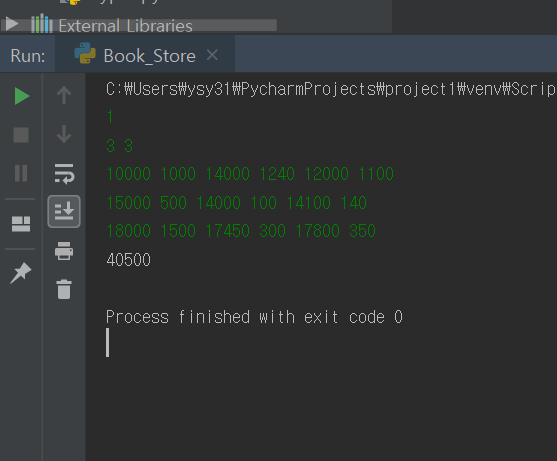 External Libraries
Run: Book_Store
C:\Users\ysy31\PycharmProjects\project1\venv\Scrip
1
3 3
10000 1000 14000 1240 12000 1100
15000 500 14000 100 14100 140
18000 1500 17450 300 17800 350
40500
Process finished with exit code 0